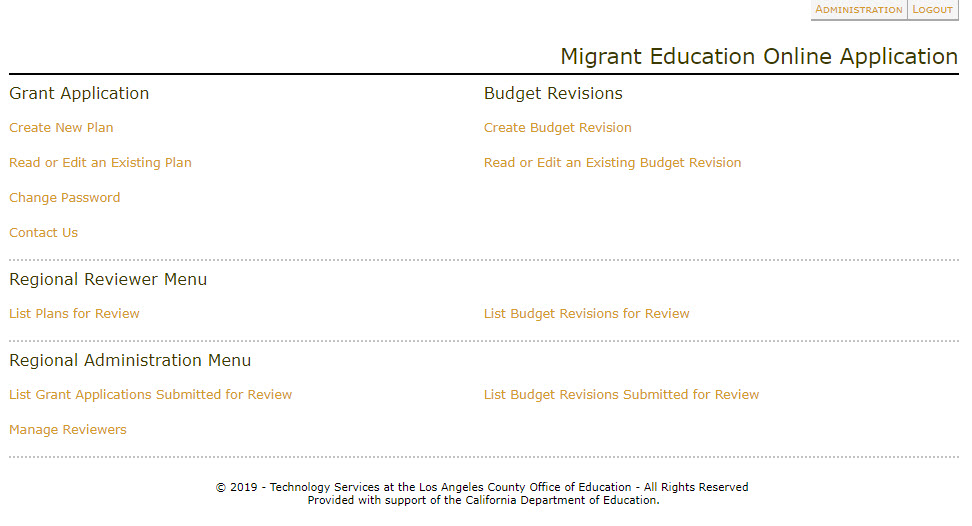 Administration Logout
Migrant Education Online Application
Grant Application
Create New Plan
Read or Edit an Existing Plan
Change Password
Contact Us
Budget Revisions
Create Budget Revision
Read or Edit an Existing Budget Revision
Regional Reviewer Menu
List Plans for Review
List Budget Revisions for Review
Regional Administration Menu
List Grant Applications Submitted for Review
List Budget Revisions Submitted for Review
Manage Reviewers
© 2019 - Technology Services at the Los Angeles County Office of Education - All Rights Reserved
Provided with support of the California Department of Education.